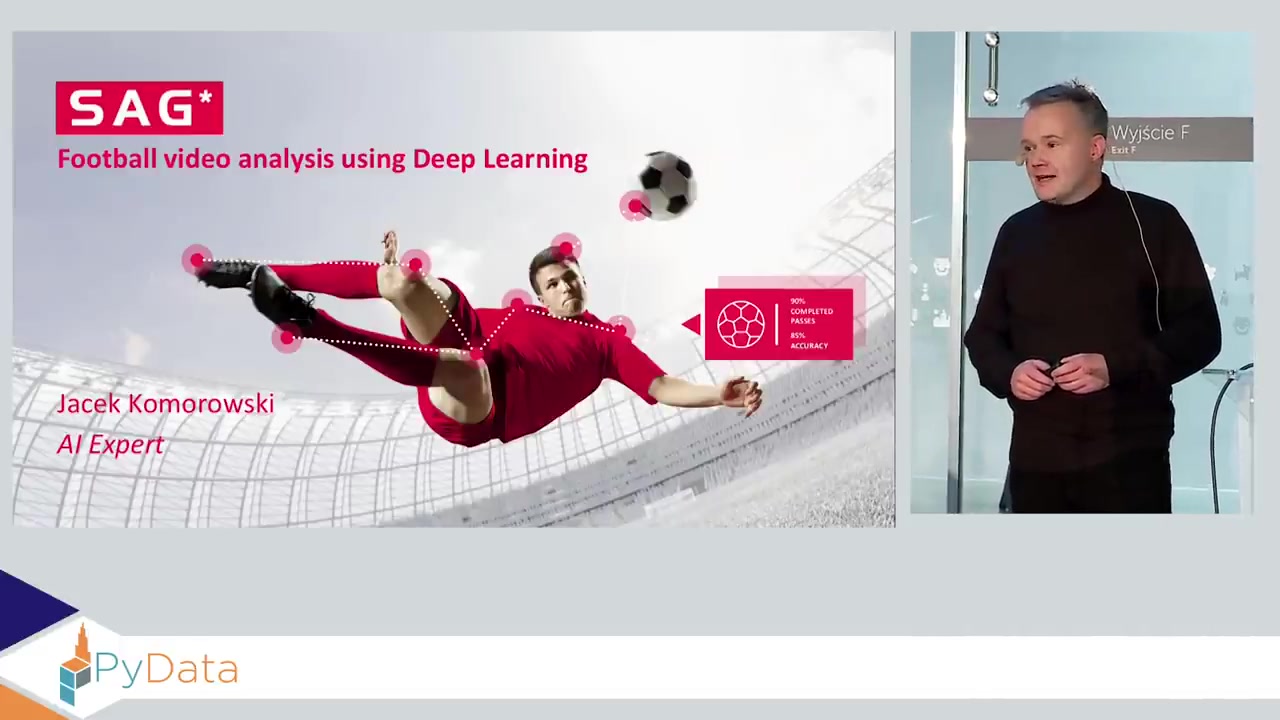 SAG*
Football video analysis using Deep Learning
90%
COMPLETED
PASSES
85%
ACCURACY
Jacek Komorowski
AI Expert
Wyjście F
Exit F
PyData